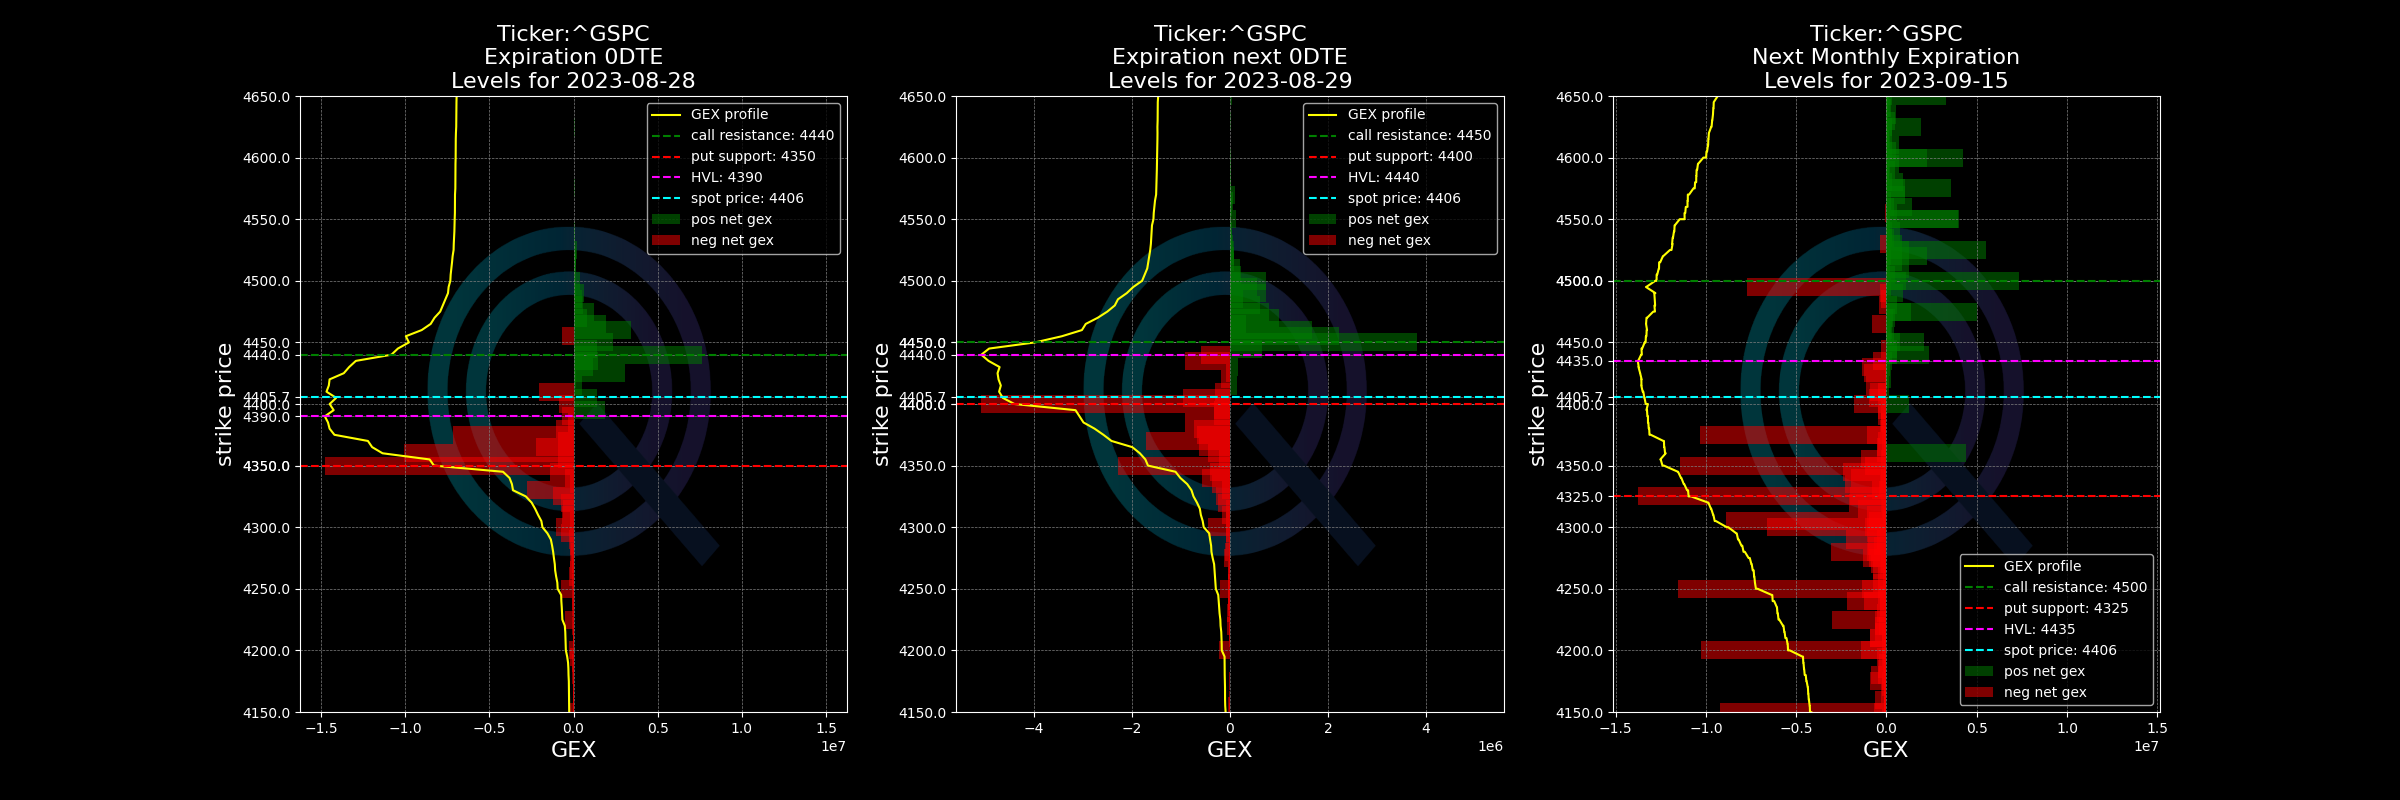 Ticker:^GSPC
Expiration 0DTE
Levels for 2023-08-28
4650.0
4600.0
4550.0
4500.0
4450.0
4440.0
4405.7
4400.0
4390.0
4350.0
4300.0
4250.0
4200.0
4150.0
strike price
GEX profile
call resistance: 4440
put support: 4350
HVL: 4390
spot price: 4406
pos net gex
neg net gex
−1.5 −1.0 −0.5 0.0 0.5 1.0 1.5
1e7
GEX
Ticker:^GSPC
Expiration next 0DTE
Levels for 2023-08-29
4650.0
4600.0
4550.0
4500.0
4450.0
4440.0
4405.7
4400.0
4350.0
4300.0
4250.0
4200.0
4150.0
strike price
GEX profile
call resistance: 4450
put support: 4400
HVL: 4440
spot price: 4406
pos net gex
neg net gex
−4 −2 0 2 4
1e6
GEX
Ticker:^GSPC
Next Monthly Expiration
Levels for 2023-09-15
4650.0
4600.0
4550.0
4500.0
4450.0
4435.0
4405.7
4400.0
4350.0
4325.0
4300.0
4250.0
4200.0
4150.0
strike price
GEX profile
call resistance: 4500
put support: 4325
HVL: 4435
spot price: 4406
pos net gex
neg net gex
−1.5 −1.0 −0.5 0.0 0.5 1.0 1.5
1e7
GEX